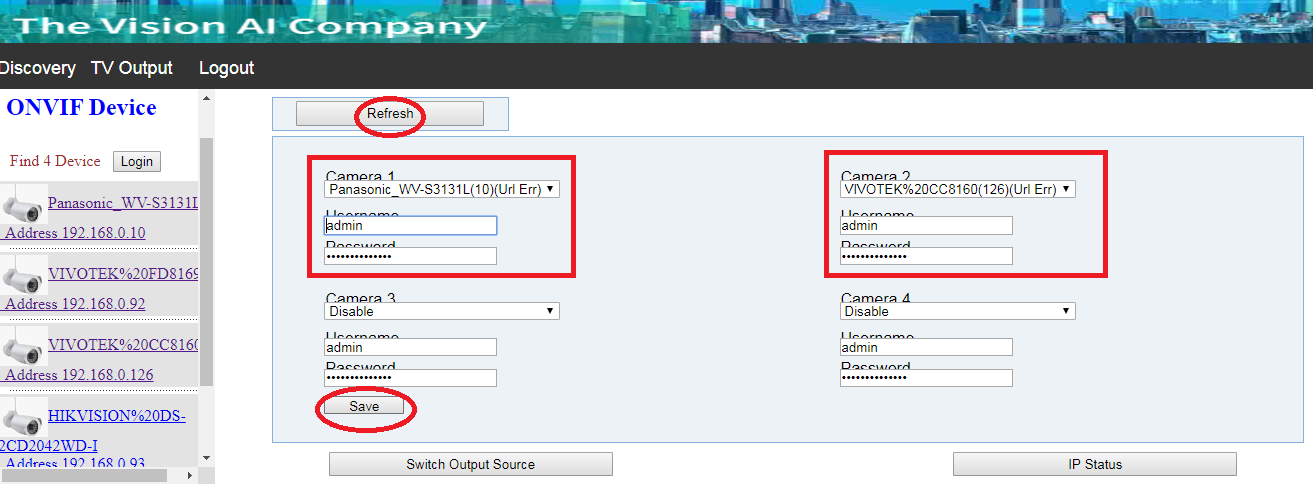 The Vision AI Company
Discovery TV Output Logout
ONVIF Device
Find 4 Device Login
Panasonic_WV-S3131L
Address 192.168.0.10
VIVOTEK%20FD8169
Address 192.168.0.92
VIVOTEK%20CC8160
Address 192.168.0.126
HIKVISION%20DS-
2CD2042WD-I
Address 192.168.0.93
Refresh
Camera 1
Panasonic_WV-S3131L(10)(Url Err)
Username
admin
Password
••••••••••••••
Camera 2
VIVOTEK%20CC8160(126)(Url Err)
Username
admin
Password
••••••••••••••
Camera 3
Disable
Username
admin
Password
••••••••••••••
Camera 4
Disable
Username
admin
Password
••••••••••••••
Save
Switch Output Source
IP Status